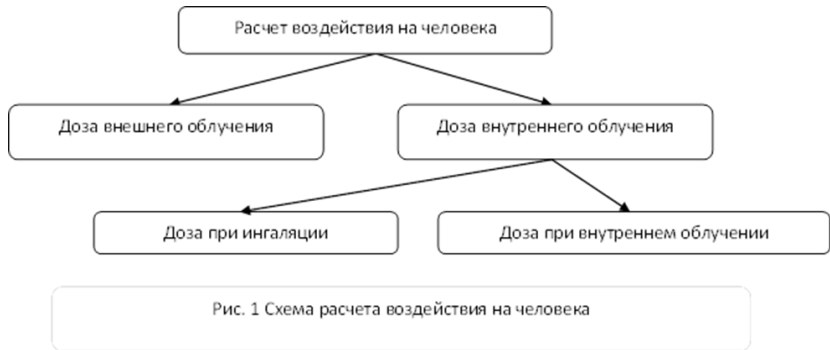 Расчет воздействия на человека
Доза внешнего облучения
Доза внутреннего облучения
Доза при ингаляции
Доза при внутреннем облучении
Рис. 1 Схема расчета воздействия на человека